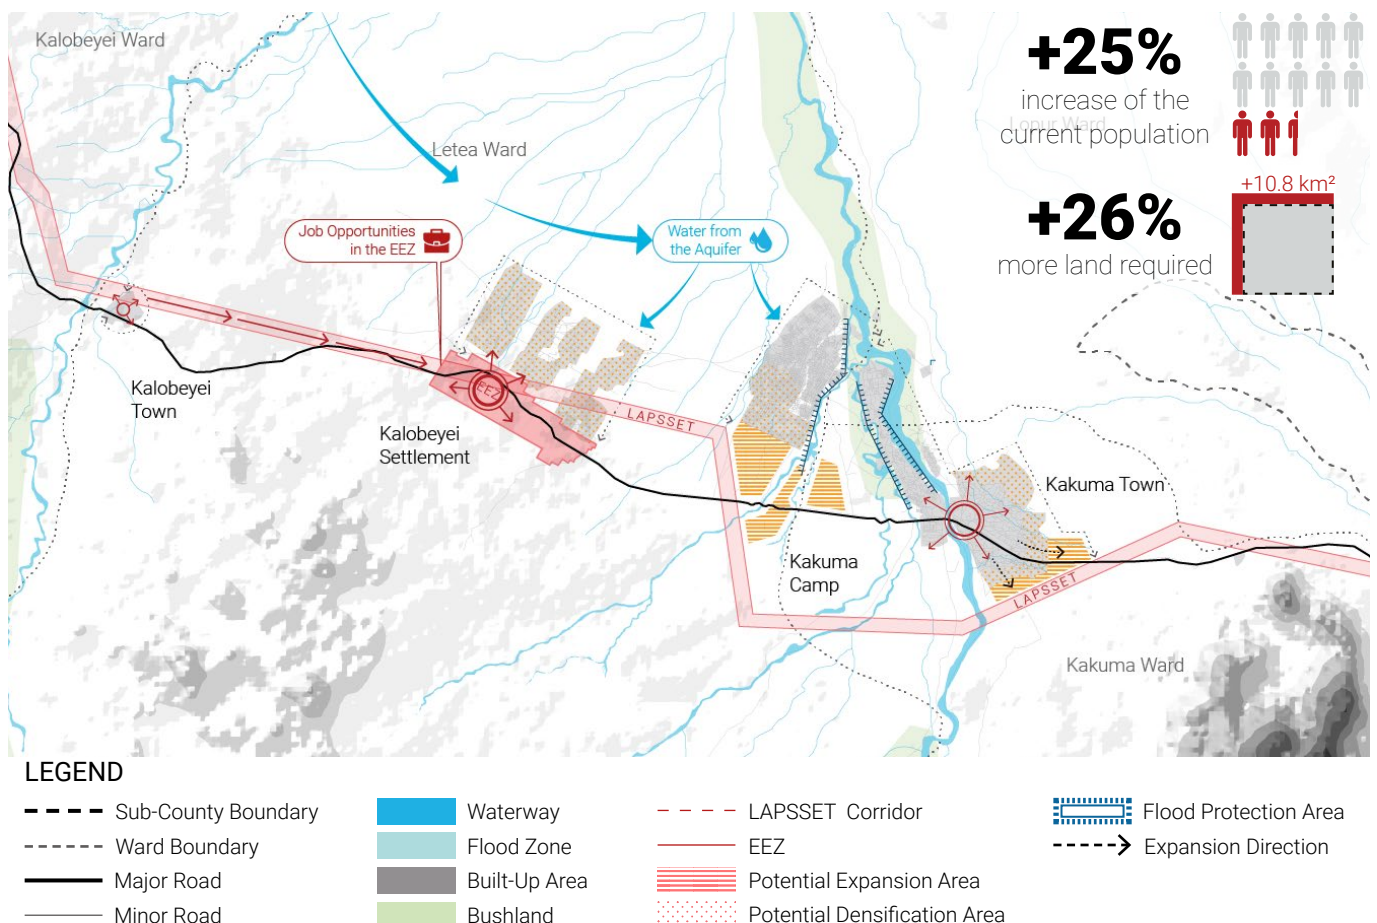 Kalobeyei Ward
Letea Ward
Lopur Ward
+25%
increase of the
current population
+10.8 km²
+26%
more land required
Job Opportunities
in the EEZ
Water from
the Aquifer
Kalobeyei
Town
EEZ
Kalobeyei
Settlement
LAPSSET
Kakuma Town
Kakuma
Camp
LAPSSET
Kakuma Ward
LEGEND
Sub-County Boundary
Ward Boundary
Major Road
Minor Road
Waterway
Flood Zone
Built-Up Area
Bushland
LAPSSET Corridor
EEZ
Potential Expansion Area
Potential Densification Area
Flood Protection Area
Expansion Direction